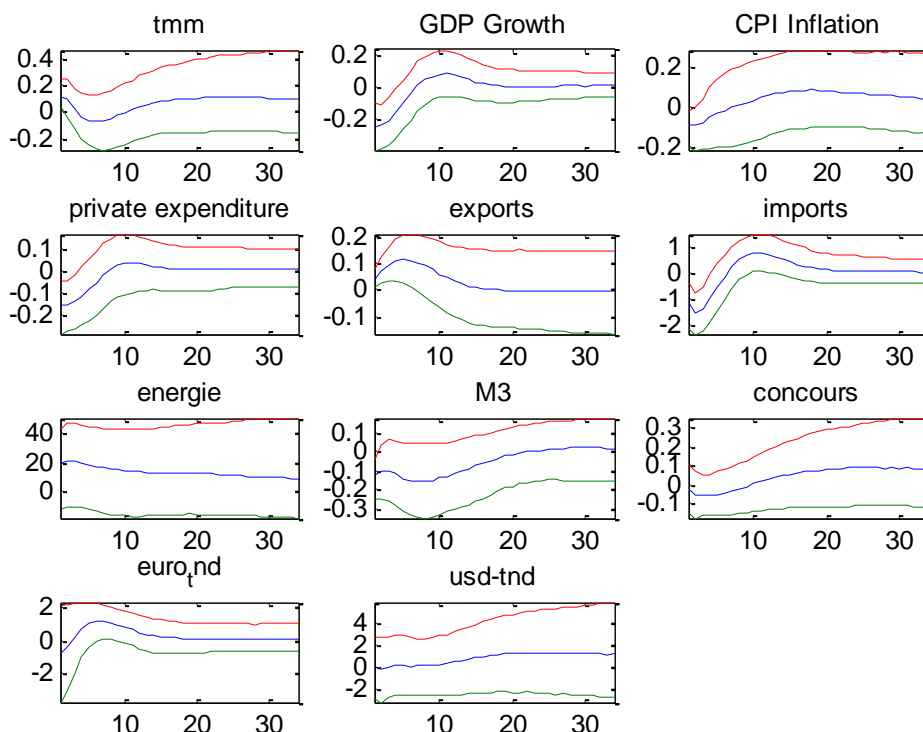 tmm
GDP Growth
CPI Inflation
0.4
0.2
0
-0.2
10 20 30
0.2
0
-0.2
10 20 30
0.2
0
-0.2
10 20 30
private expenditure
exports
imports
0.1
0
-0.1
-0.2
10 20 30
0.2
0.1
0
-0.1
10 20 30
1
0
-1
-2
10 20 30
energie
M3
concours
40
20
0
10 20 30
0.1
0
-0.1
-0.2
-0.3
10 20 30
0.3
0.2
0.1
0
-0.1
10 20 30
euro_tnd
usd-tnd
2
0
-2
10 20 30
4
2
0
-2
10 20 30